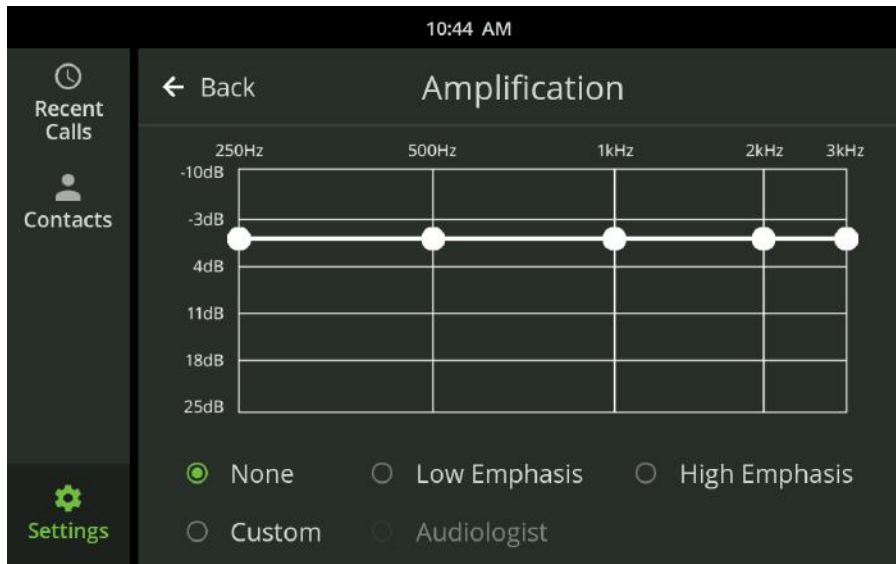 10:44 AM
Recent
Calls
Contacts
Settings
Back
Amplification
250Hz 500Hz 1kHz 2kHz 3kHz
-10dB
-3dB
4dB
11dB
18dB
25dB
None Low Emphasis High Emphasis
Custom Audiologist